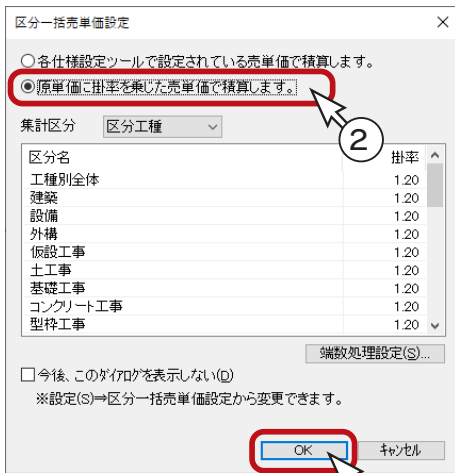 区分一括売単価設定
各仕様設定ツールで設定されている売単価で積算します。
原単価に掛率を乗じた売単価で積算します。
2
集計区分 区分工種
区分名 掛率
工種別全体 1.20
建築 1.20
設備 1.20
外構 1.20
仮設工事 1.20
土工事 1.20
基礎工事 1.20
コンクリート工事 1.20
型枠工事 1.20
端数処理設定(S)...
今後、このダイアログを表示しない(D)
※設定(S)⇒区分一括売単価設定から変更できます。
OK キャンセル